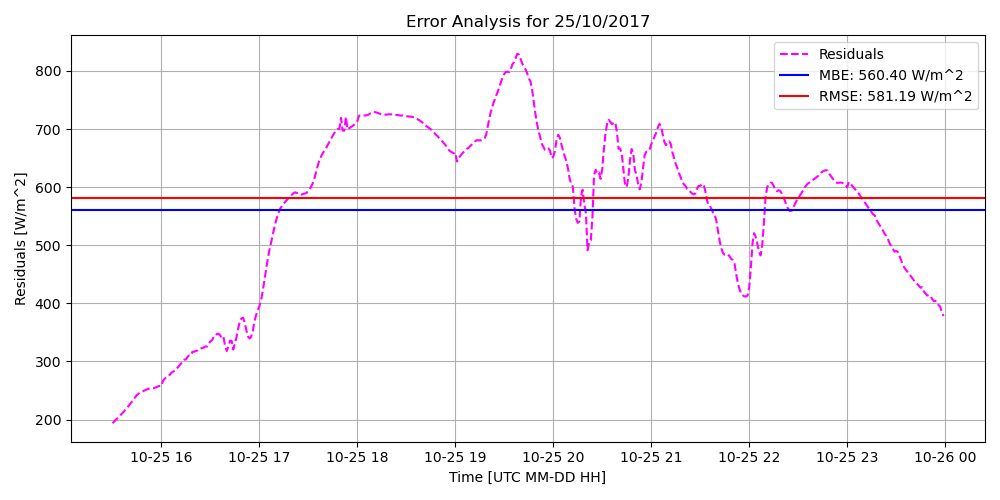 Error Analysis for 25/10/2017
Residuals
MBE: 560.40 W/m^2
RMSE: 581.19 W/m^2
Residuals [W/m^2]
800
700
600
500
400
300
200
10-25 16 10-25 17 10-25 18 10-25 19 10-25 20 10-25 21 10-25 22 10-25 23 10-26 00
Time [UTC MM-DD HH]